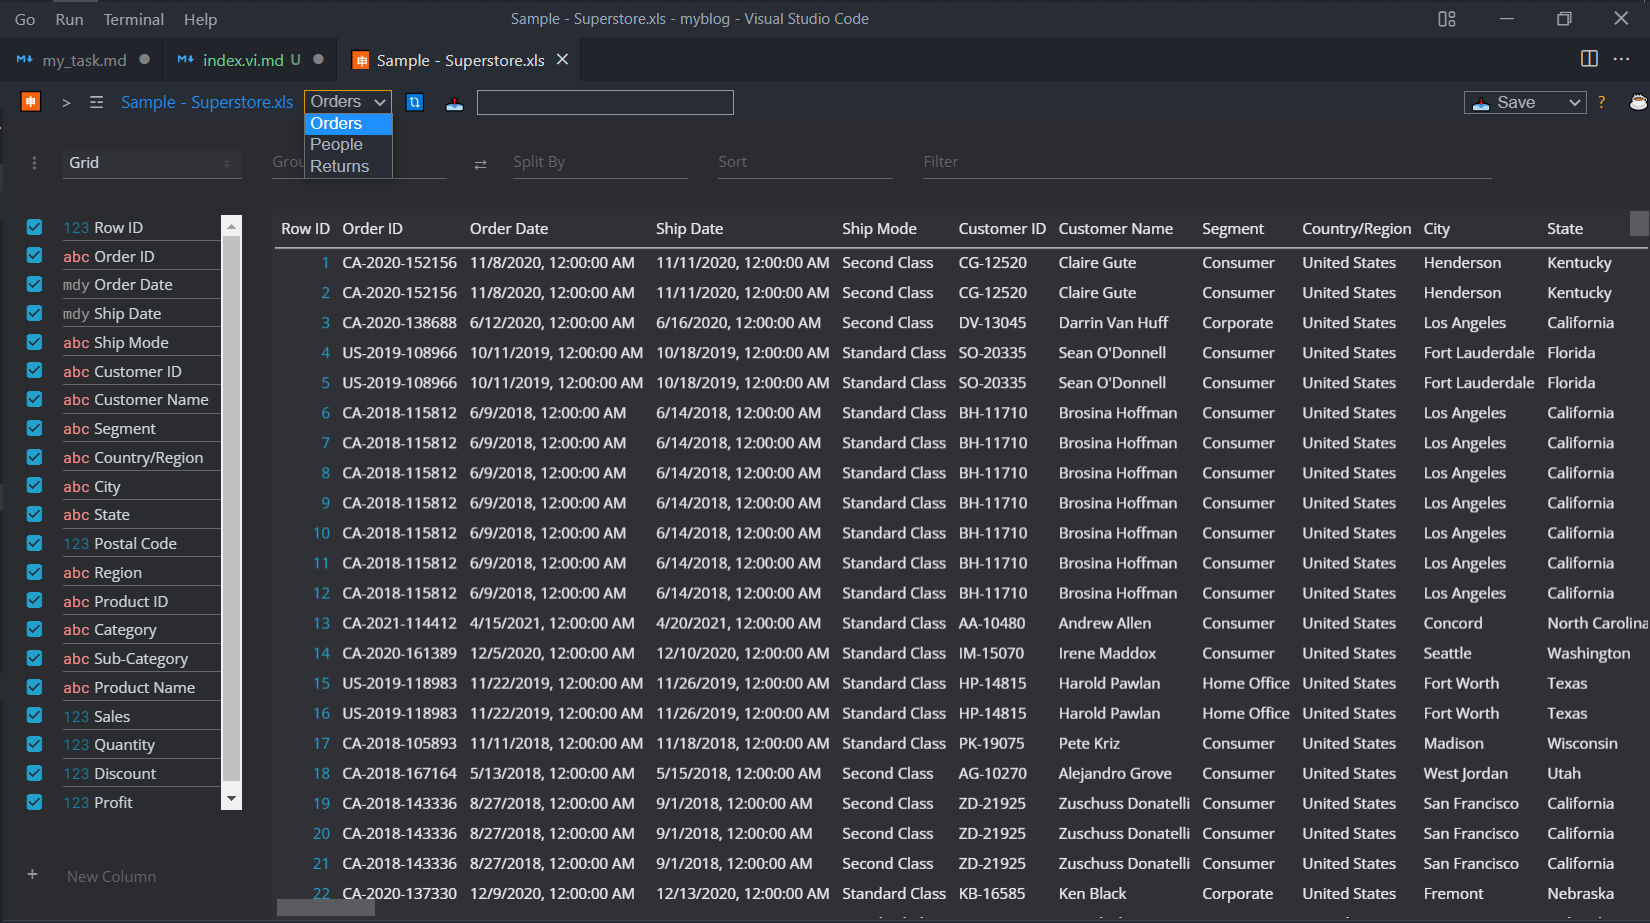 Go Run Terminal Help Sample - Superstore.xls - myblog - Visual Studio Code
my_task.md index.vi.md U Sample - Superstore.xls
> Sample - Superstore.xls Orders Save ?
Orders
People
Returns
Grid Grou Split By Sort Filter
123 Row ID
abc Order ID
mdy Order Date
mdy Ship Date
abc Ship Mode
abc Customer ID
abc Customer Name
abc Segment
abc Country/Region
abc City
abc State
123 Postal Code
abc Region
abc Product ID
abc Category
abc Sub-Category
abc Product Name
123 Sales
123 Quantity
123 Discount
123 Profit
+ New Column
Row ID Order ID Order Date Ship Date Ship Mode Customer ID Customer Name Segment Country/Region City State
1 CA-2020-152156 11/8/2020, 12:00:00 AM 11/11/2020, 12:00:00 AM Second Class CG-12520 Claire Gute Consumer United States Henderson Kentucky
2 CA-2020-152156 11/8/2020, 12:00:00 AM 11/11/2020, 12:00:00 AM Second Class CG-12520 Claire Gute Consumer United States Henderson Kentucky
3 CA-2020-138688 6/12/2020, 12:00:00 AM 6/16/2020, 12:00:00 AM Second Class DV-13045 Darrin Van Huff Corporate United States Los Angeles California
4 US-2019-108966 10/11/2019, 12:00:00 AM 10/18/2019, 12:00:00 AM Standard Class SO-20335 Sean O'Donnell Consumer United States Fort Lauderdale Florida
5 US-2019-108966 10/11/2019, 12:00:00 AM 10/18/2019, 12:00:00 AM Standard Class SO-20335 Sean O'Donnell Consumer United States Fort Lauderdale Florida
6 CA-2018-115812 6/9/2018, 12:00:00 AM 6/14/2018, 12:00:00 AM Standard Class BH-11710 Brosina Hoffman Consumer United States Los Angeles California
7 CA-2018-115812 6/9/2018, 12:00:00 AM 6/14/2018, 12:00:00 AM Standard Class BH-11710 Brosina Hoffman Consumer United States Los Angeles California
8 CA-2018-115812 6/9/2018, 12:00:00 AM 6/14/2018, 12:00:00 AM Standard Class BH-11710 Brosina Hoffman Consumer United States Los Angeles California
9 CA-2018-115812 6/9/2018, 12:00:00 AM 6/14/2018, 12:00:00 AM Standard Class BH-11710 Brosina Hoffman Consumer United States Los Angeles California
10 CA-2018-115812 6/9/2018, 12:00:00 AM 6/14/2018, 12:00:00 AM Standard Class BH-11710 Brosina Hoffman Consumer United States Los Angeles California
11 CA-2018-115812 6/9/2018, 12:00:00 AM 6/14/2018, 12:00:00 AM Standard Class BH-11710 Brosina Hoffman Consumer United States Los Angeles California
12 CA-2018-115812 6/9/2018, 12:00:00 AM 6/14/2018, 12:00:00 AM Standard Class BH-11710 Brosina Hoffman Consumer United States Los Angeles California
13 CA-2021-114412 4/15/2021, 12:00:00 AM 4/20/2021, 12:00:00 AM Standard Class AA-10480 Andrew Allen Consumer United States Concord North Carolina
14 CA-2020-161389 12/5/2020, 12:00:00 AM 12/10/2020, 12:00:00 AM Standard Class IM-15070 Irene Maddox Consumer United States Seattle Washington
15 US-2019-118983 11/22/2019, 12:00:00 AM 11/26/2019, 12:00:00 AM Standard Class HP-14815 Harold Pawlan Home Office United States Fort Worth Texas
16 US-2019-118983 11/22/2019, 12:00:00 AM 11/26/2019, 12:00:00 AM Standard Class HP-14815 Harold Pawlan Home Office United States Fort Worth Texas
17 CA-2018-105893 11/11/2018, 12:00:00 AM 11/18/2018, 12:00:00 AM Standard Class PK-19075 Pete Kriz Consumer United States Madison Wisconsin
18 CA-2018-167164 5/13/2018, 12:00:00 AM 5/15/2018, 12:00:00 AM Second Class AG-10270 Alejandro Grove Consumer United States West Jordan Utah
19 CA-2018-143336 8/27/2018, 12:00:00 AM 9/1/2018, 12:00:00 AM Second Class ZD-21925 Zuschuss Donatelli Consumer United States San Francisco California
20 CA-2018-143336 8/27/2018, 12:00:00 AM 9/1/2018, 12:00:00 AM Second Class ZD-21925 Zuschuss Donatelli Consumer United States San Francisco California
21 CA-2018-143336 8/27/2018, 12:00:00 AM 9/1/2018, 12:00:00 AM Second Class ZD-21925 Zuschuss Donatelli Consumer United States San Francisco California
22 CA-2020-137330 12/9/2020, 12:00:00 AM 12/13/2020, 12:00:00 AM Standard Class KB-16585 Ken Black Corporate United States Fremont Nebraska